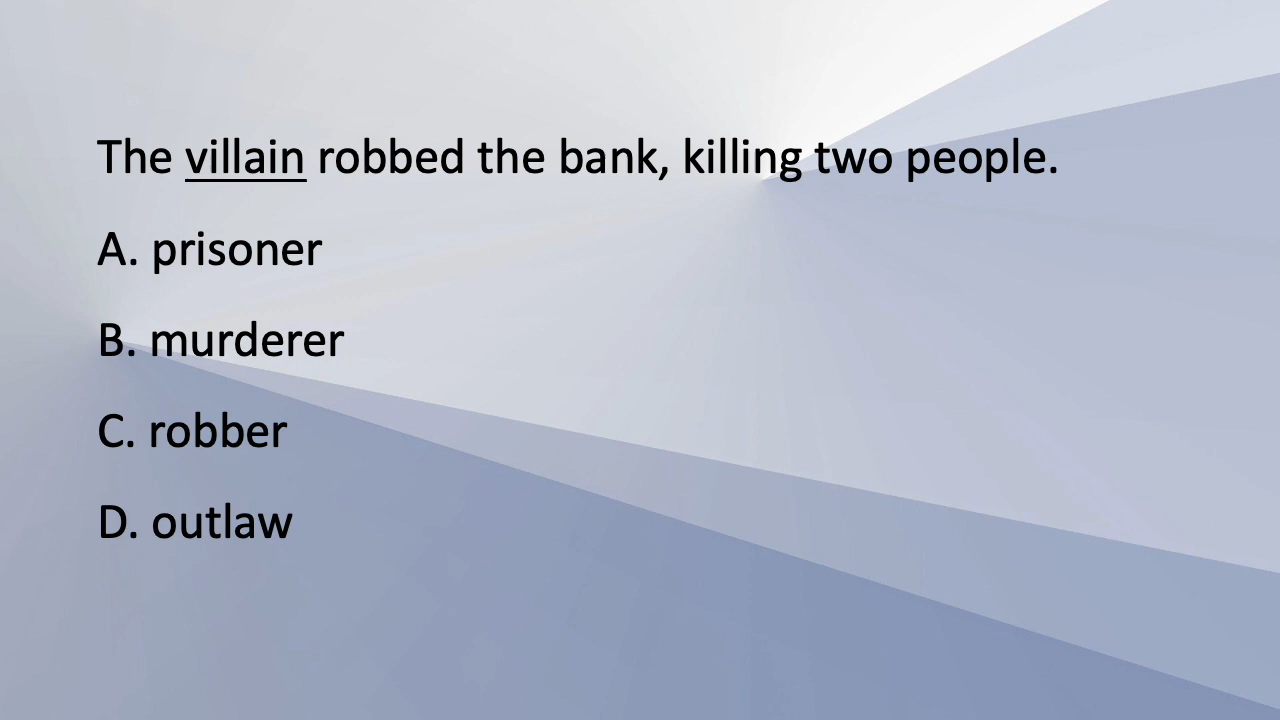 The villain robbed the bank, killing two people.
A. prisoner
B. murderer
C. robber
D. outlaw